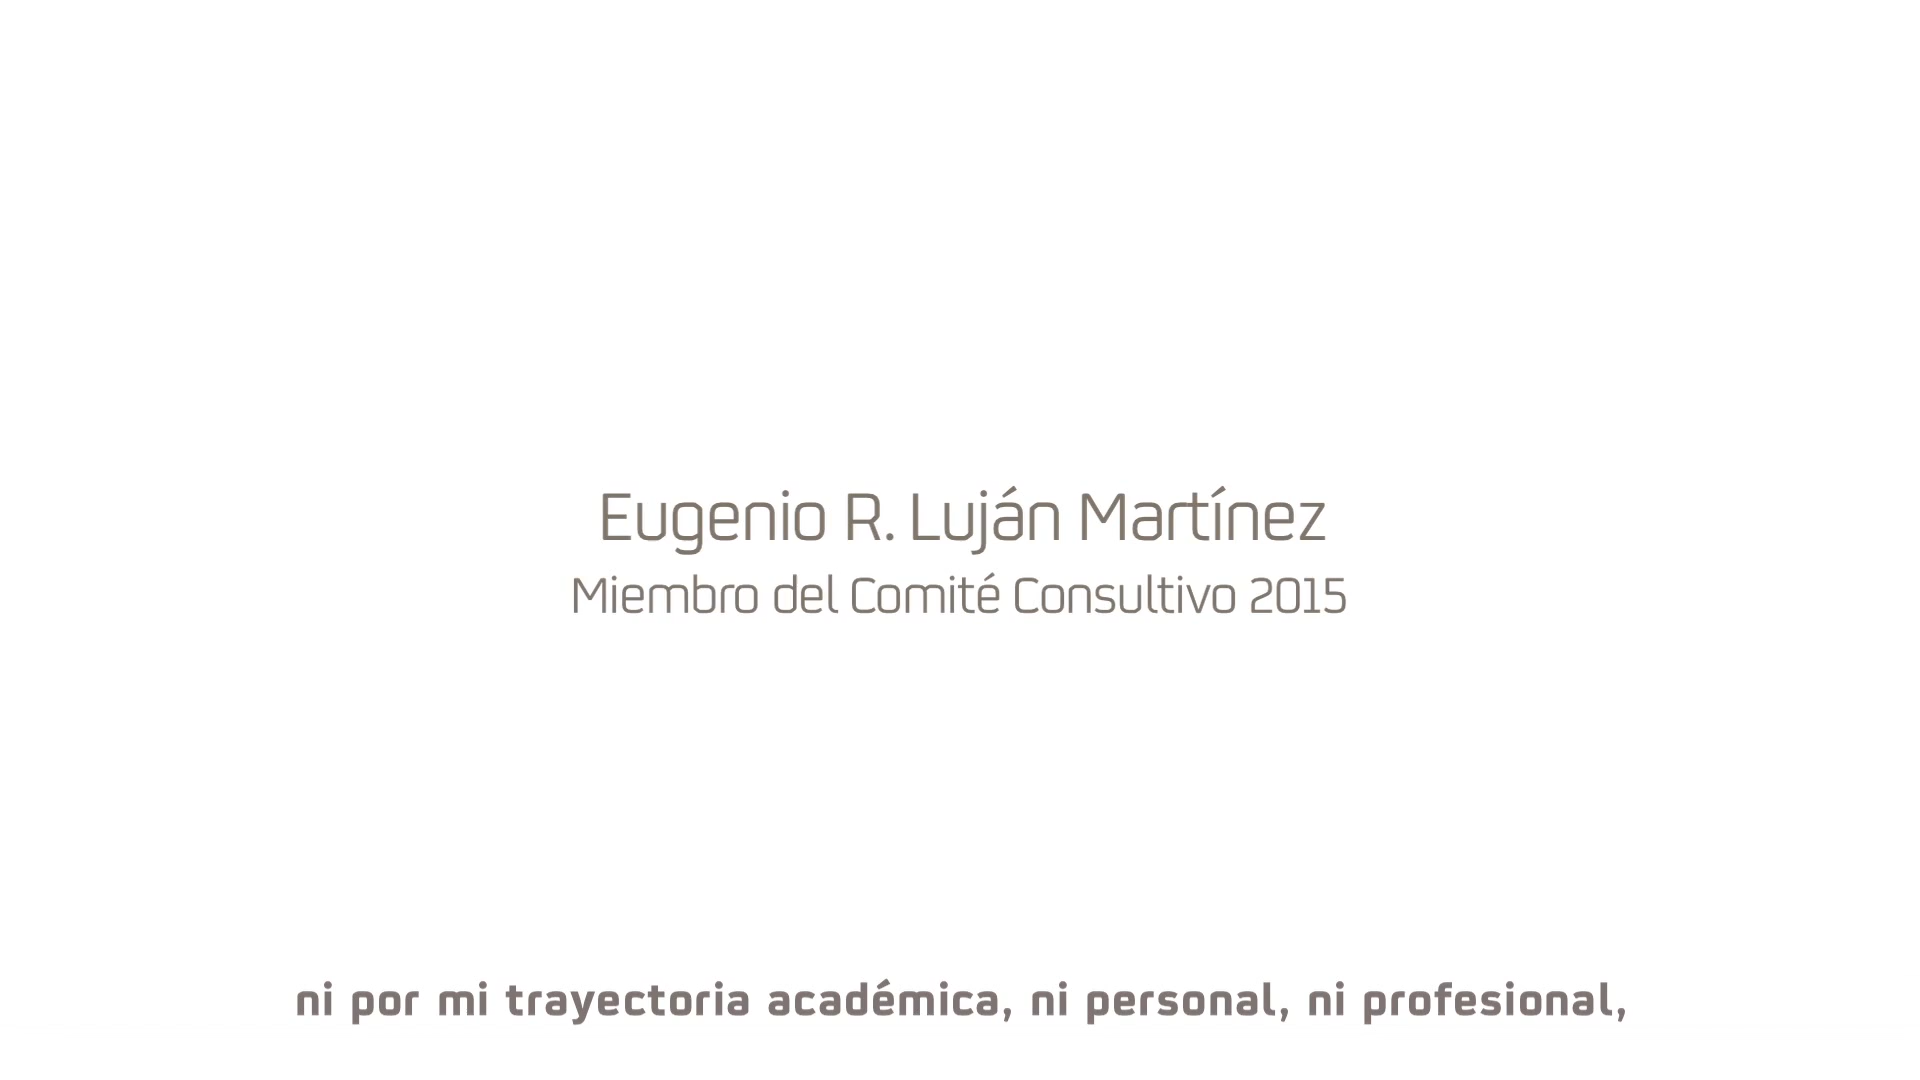 Eugenio R. Luján Martínez
Miembro del Comité Consultivo 2015
ni por mi trayectoria académica, ni personal, ni profesional,